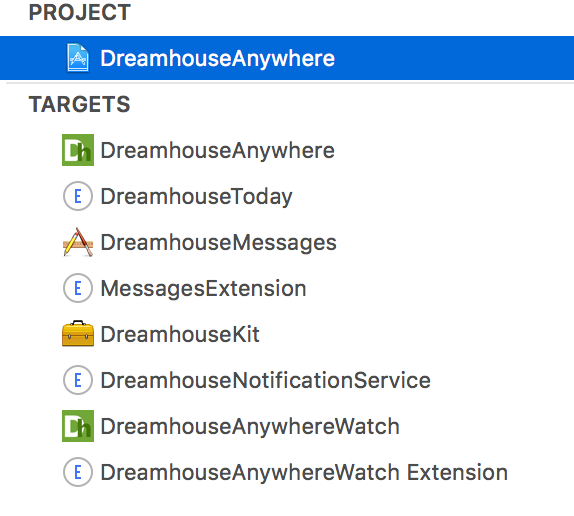 PROJECT
DreamhouseAnywhere
TARGETS
Dh DreamhouseAnywhere
E DreamhouseToday
DreamhouseMessages
E MessagesExtension
DreamhouseKit
E DreamhouseNotificationService
Dh DreamhouseAnywhereWatch
E DreamhouseAnywhereWatch Extension